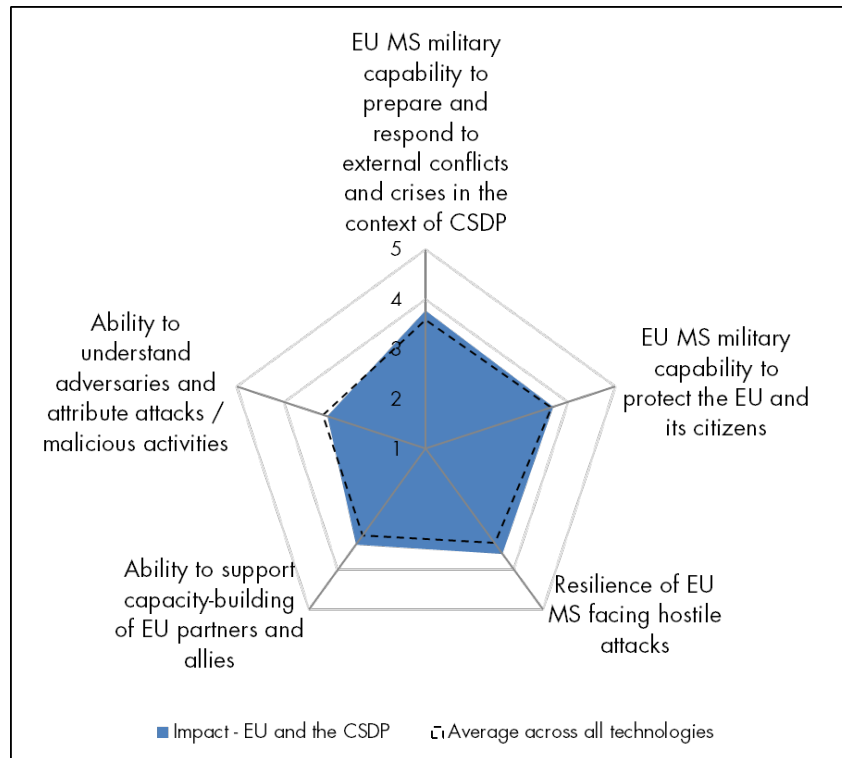 EU MS military
capability to
prepare and
respond to
external conflicts
and crises in the
context of CSDP
5
4
3
2
1
EU MS military
capability to
protect the EU and
its citizens
Resilience of EU
MS facing hostile
attacks
Ability to support
capacity-building
of EU partners and
allies
Ability to
understand
adversaries and
attribute attacks /
malicious activities
Impact - EU and the CSDP
Average across all technologies